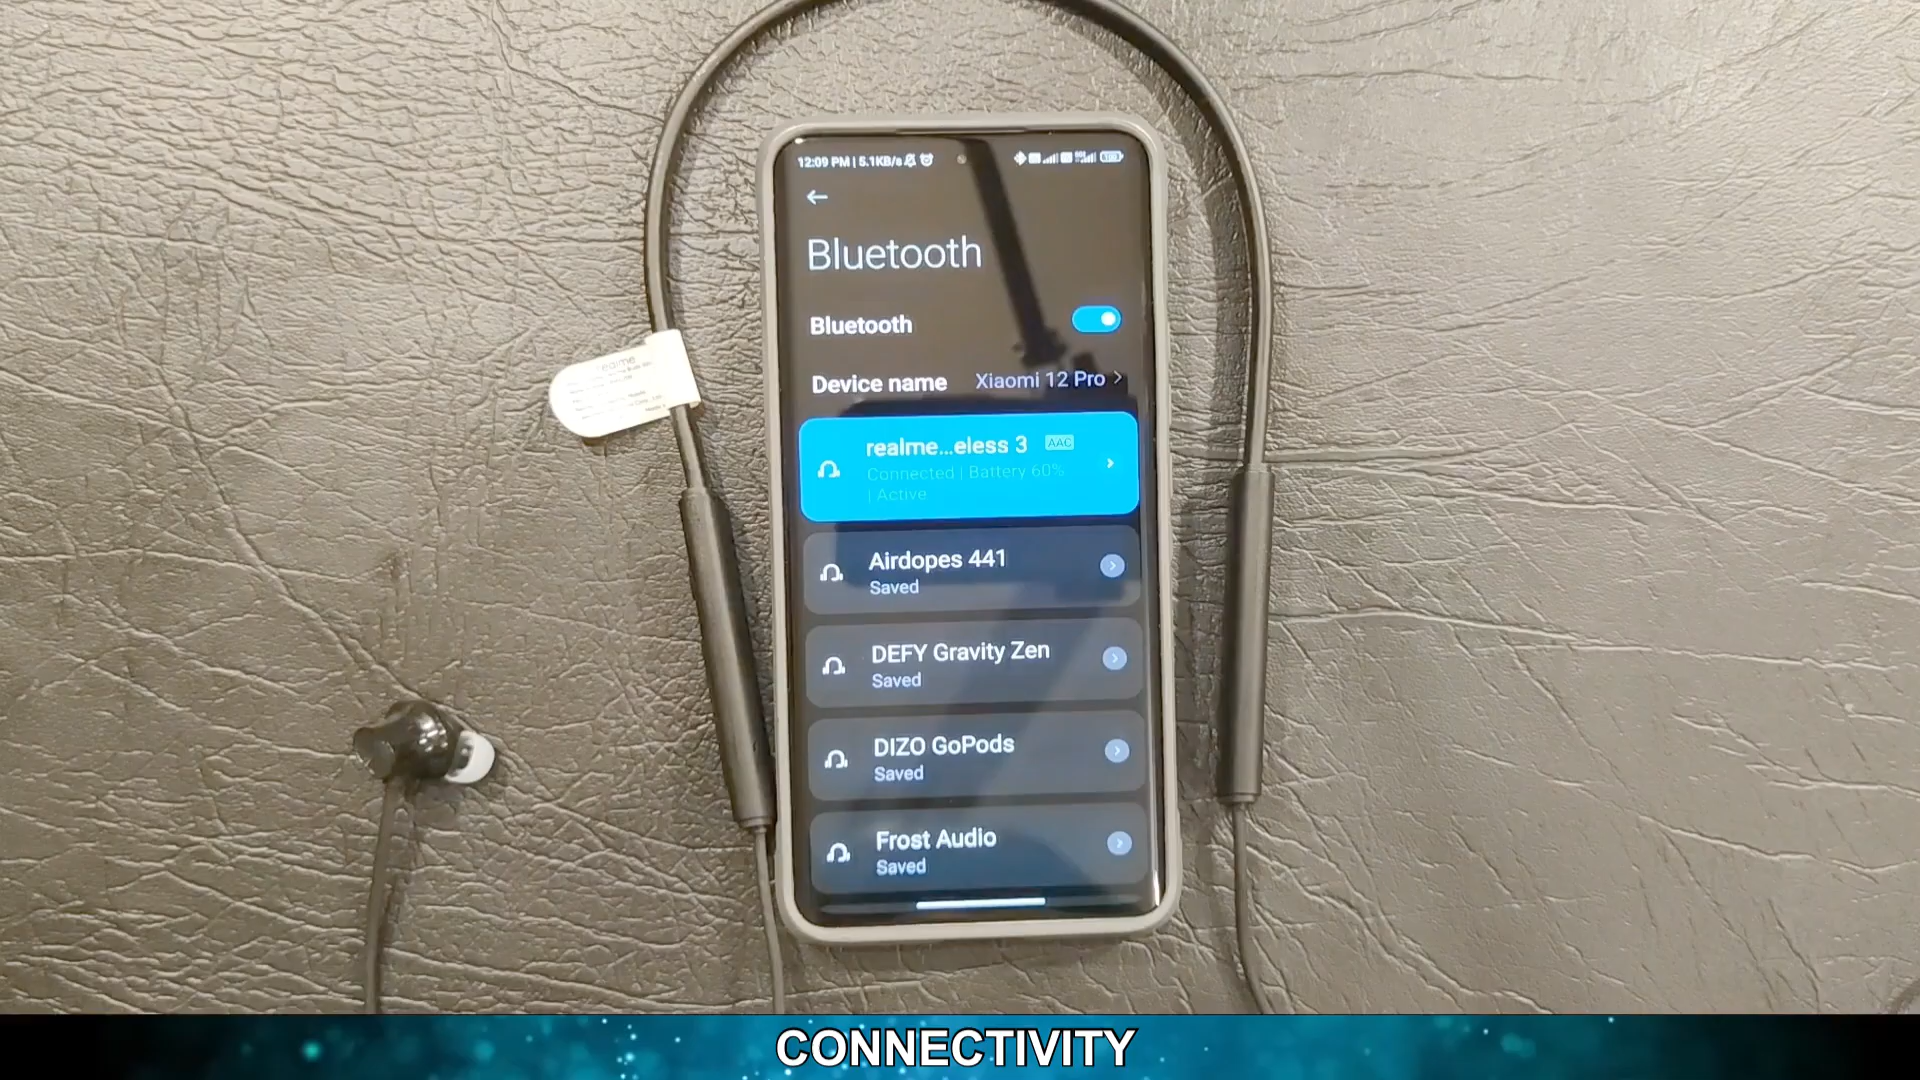 12:09 PM | 5.1KB/s
Bluetooth
Bluetooth
Device name Xiaomi 12 Pro
realme...eless 3 AAC
Connected | Battery 60%
| Active
Airdopes 441
Saved
DEFY Gravity Zen
Saved
DIZO GoPods
Saved
Frost Audio
Saved
realme
CONNECTIVITY